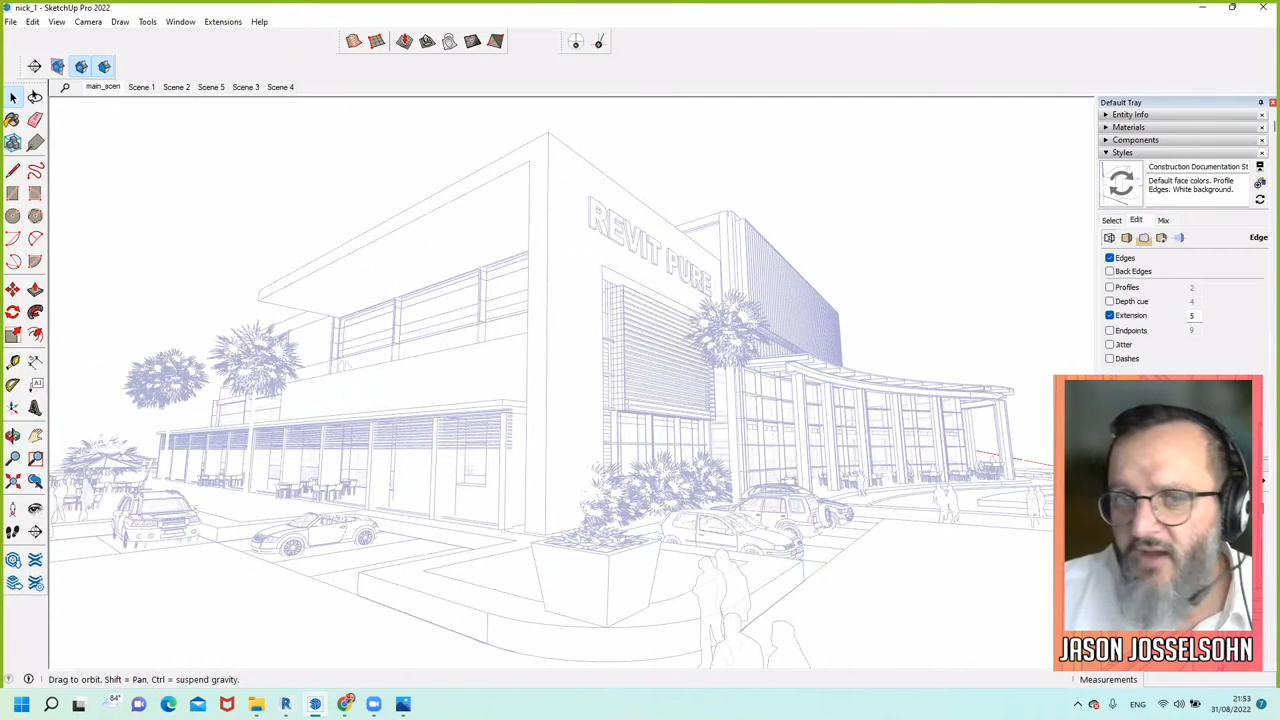 nick_1 - SketchUp Pro 2022
File Edit View Camera Draw Tools Window Extensions Help
main_scen Scene 1 Scene 2 Scene 5 Scene 3 Scene 4
Default Tray
Entity Info
Materials
Components
Styles
Construction Documentation St
Default face colors. Profile
Edges. White background.
Select Edit Mix
Edge
Edges
Back Edges
Profiles 2
Depth cue 4
Extension 5
Endpoints 9
Jitter
Dashes
REVIT PURE
JASON JOSSELSOHN
Drag to orbit. Shift = Pan, Ctrl = suspend gravity.
Measurements
84°
ENG
21:53
31/08/2022